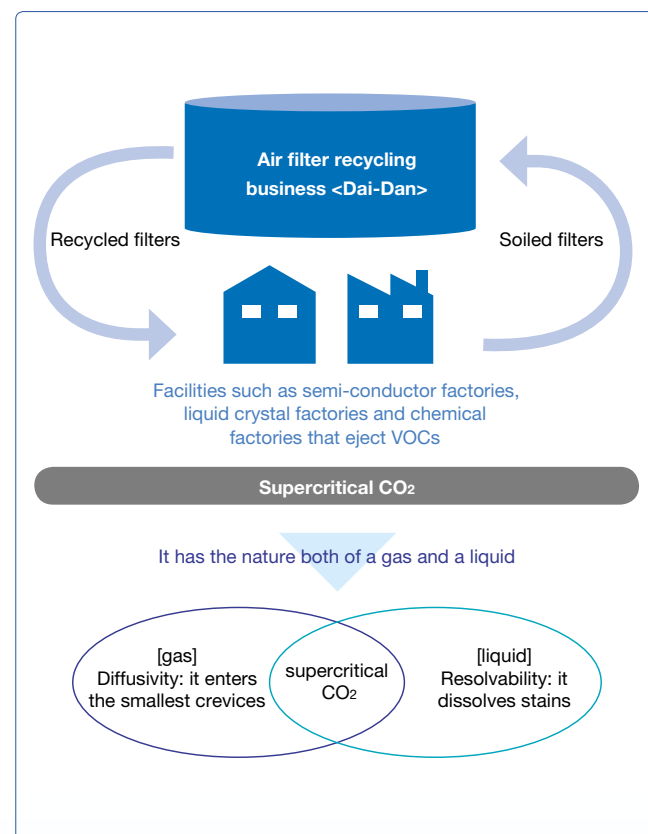 Air filter recycling
business <Dai-Dan>
Recycled filters
Soiled filters
Facilities such as semi-conductor factories,
liquid crystal factories and chemical
factories that eject VOCs
Supercritical CO₂
It has the nature both of a gas and a liquid
[gas]
Diffusivity: it enters
the smallest crevices
supercritical
CO₂
[liquid]
Resolvability: it
dissolves stains